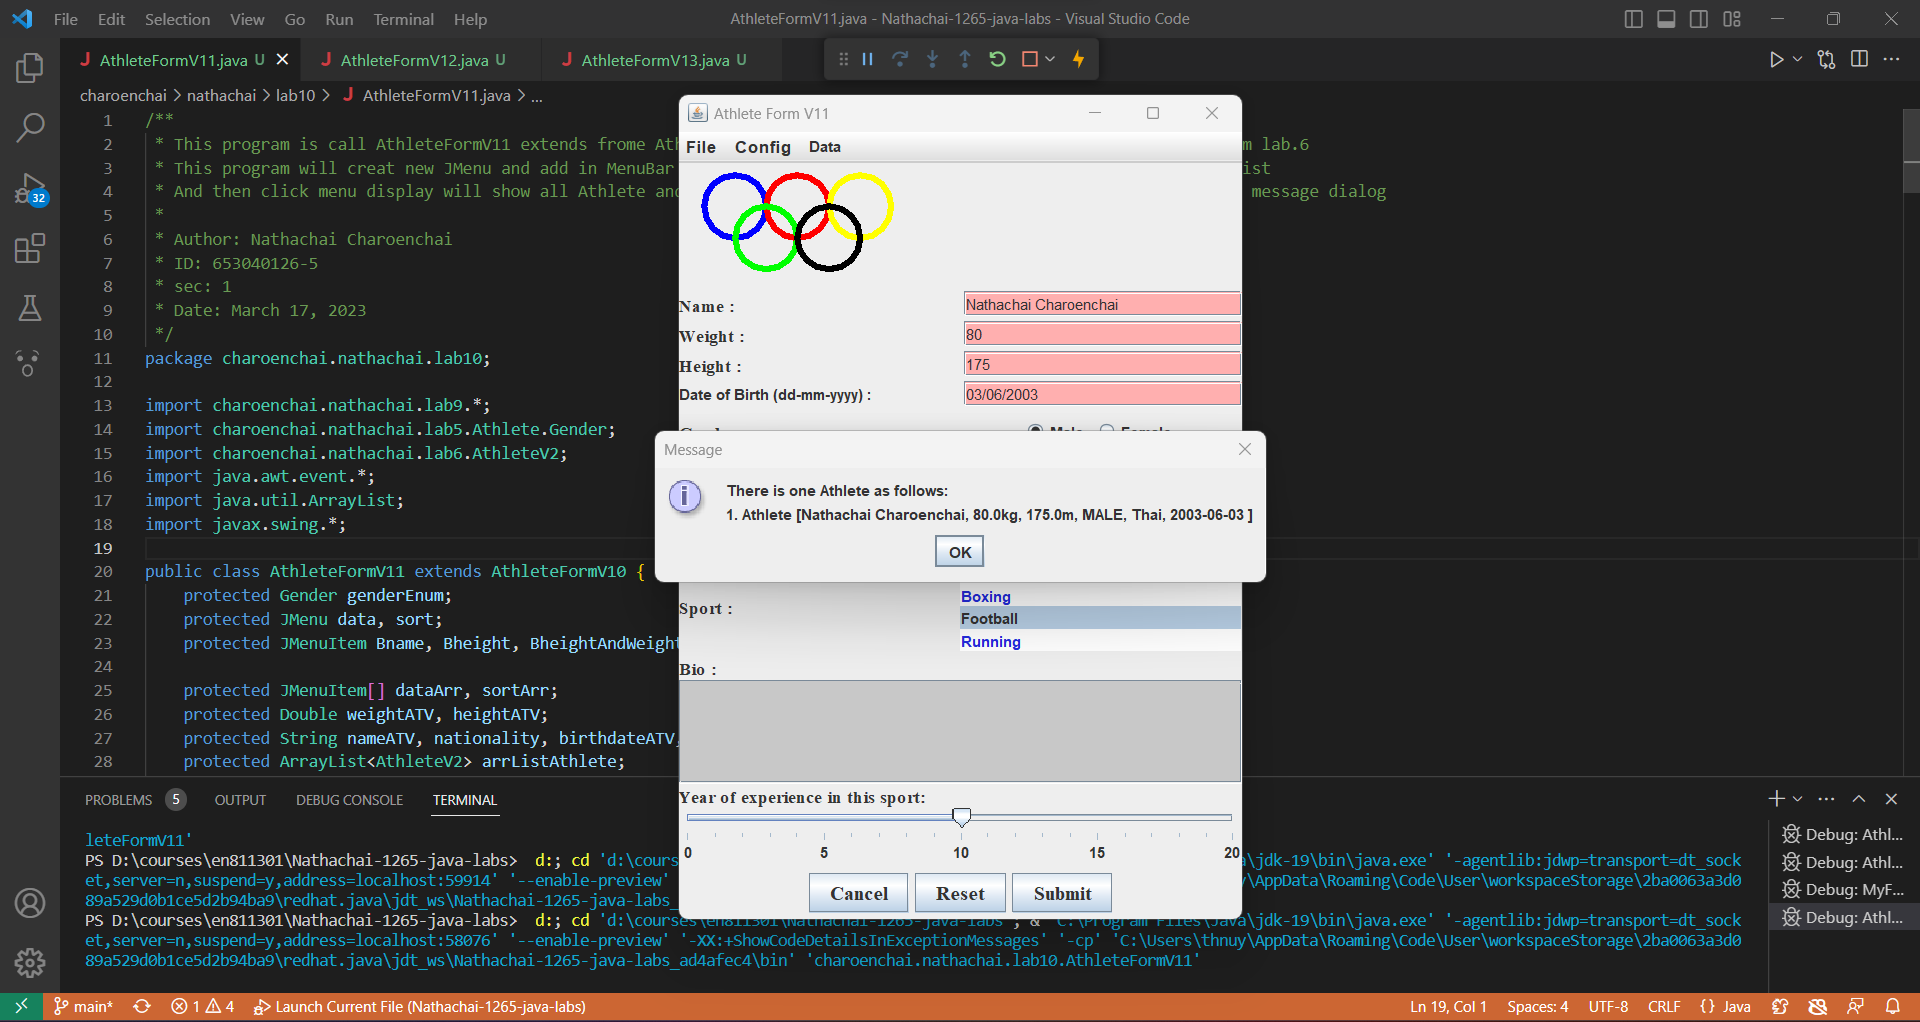 File Edit Selection View Go Run Terminal Help
AthleteFormV11.java - Nathachai-1265-java-labs - Visual Studio Code
AthleteFormV11.java U
AthleteFormV12.java U
AthleteFormV13.java U
charoenchai > nathachai > lab10 > AthleteFormV11.java > ...
32
1 /**
2 * This program is call AthleteFormV11 extends frome Ath
m lab.6
3 * This program will creat new JMenu and add in MenuBar
ist
4 * And then click menu display will show all Athlete and
message dialog
5 *
6 * Author: Nathachai Charoenchai
7 * ID: 653040126-5
8 * sec: 1
9 * Date: March 17, 2023
10 */
11 package charoenchai.nathachai.lab10;
12
13 import charoenchai.nathachai.lab9.*;
14 import charoenchai.nathachai.lab5.Athlete.Gender;
15 import charoenchai.nathachai.lab6.AthleteV2;
16 import java.awt.event.*;
17 import java.util.ArrayList;
18 import javax.swing.*;
19
20 public class AthleteFormV11 extends AthleteFormV10 {
21 protected Gender genderEnum;
22 protected JMenu data, sort;
23 protected JMenuItem Bname, Bheight, BheightAndWeight
24
25 protected JMenuItem[] dataArr, sortArr;
26 protected Double weightATV, heightATV;
27 protected String nameATV, nationality, birthdateATV,
28 protected ArrayList<AthleteV2> arrListAthlete;
Athlete Form V11
File Config Data
Name : Nathachai Charoenchai
Weight : 80
Height : 175
Date of Birth (dd-mm-yyyy) : 03/06/2003
Male Female
Message
There is one Athlete as follows:
1. Athlete [Nathachai Charoenchai, 80.0kg, 175.0m, MALE, Thai, 2003-06-03 ]
OK
Sport :
Boxing
Football
Running
Bio :
Year of experience in this sport:
0 5 10 15 20
Cancel Reset Submit
PROBLEMS 5 OUTPUT DEBUG CONSOLE TERMINAL
leteFormV11'
PS D:\courses\en811301\Nathachai-1265-java-labs> d:; cd 'd:\cours
a\jdk-19\bin\java.exe' '-agentlib:jdwp=transport=dt_sock
et,server=n,suspend=y,address=localhost:59914' '--enable-preview'
y\AppData\Roaming\Code\User\workspaceStorage\2ba0063a3d0
89a529d0b1ce5d2b94ba9\redhat.java\jdt_ws\Nathachai-1265-java-labs_
PS D:\courses\en811301\Nathachai-1265-java-labs> d:; cd 'd:\courses\en811301\Nathachai-1265-java-labs'; & 'C:\Program Files\Java\jdk-19\bin\java.exe' '-agentlib:jdwp=transport=dt_sock
et,server=n,suspend=y,address=localhost:58076' '--enable-preview' '-XX:+ShowCodeDetailsInExceptionMessages' '-cp' 'C:\Users\thnuy\AppData\Roaming\Code\User\workspaceStorage\2ba0063a3d0
89a529d0b1ce5d2b94ba9\redhat.java\jdt_ws\Nathachai-1265-java-labs_ad4afec4\bin' 'charoenchai.nathachai.lab10.AthleteFormV11'
Debug: Athl...
Debug: Athl...
Debug: MyF...
Debug: Athl...
main* 1 4 Launch Current File (Nathachai-1265-java-labs)
Ln 19, Col 1 Spaces: 4 UTF-8 CRLF {} Java